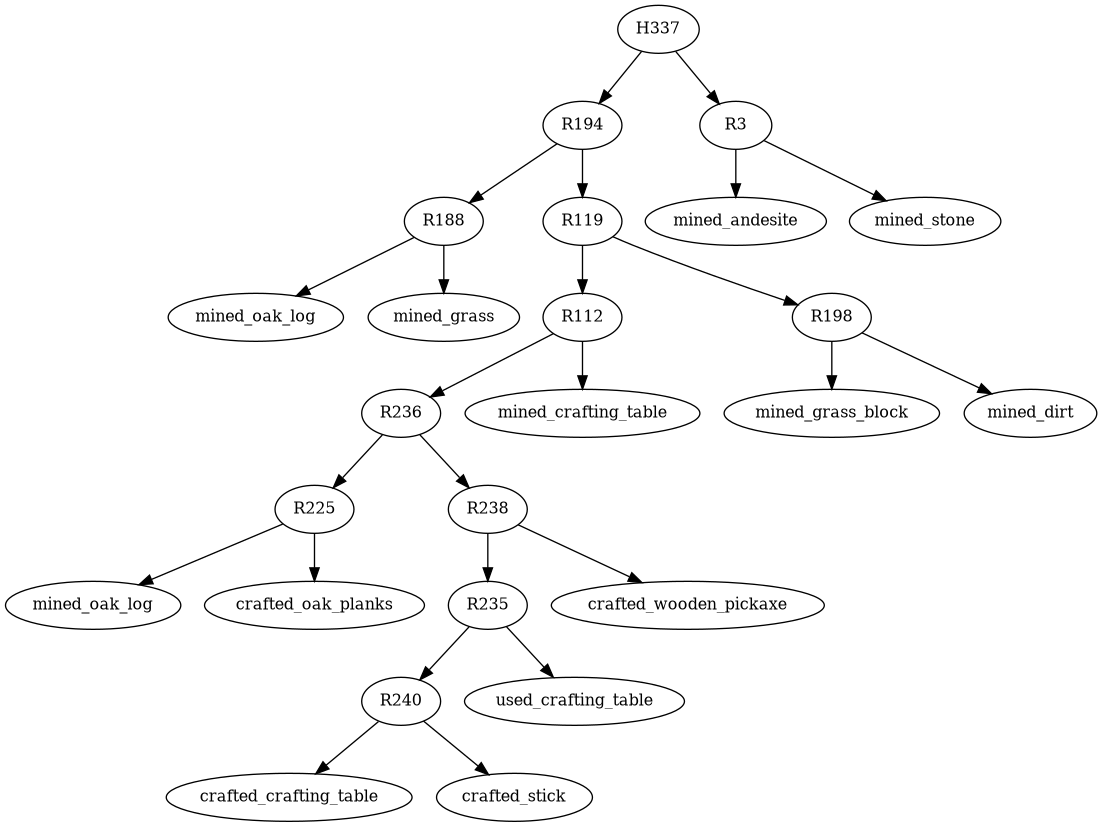 H337
R194
R3
R188
R119
mined_andesite
mined_stone
mined_oak_log
mined_grass
R112
R198
R236
mined_crafting_table
mined_grass_block
mined_dirt
R225
R238
mined_oak_log
crafted_oak_planks
R235
crafted_wooden_pickaxe
R240
used_crafting_table
crafted_crafting_table
crafted_stick